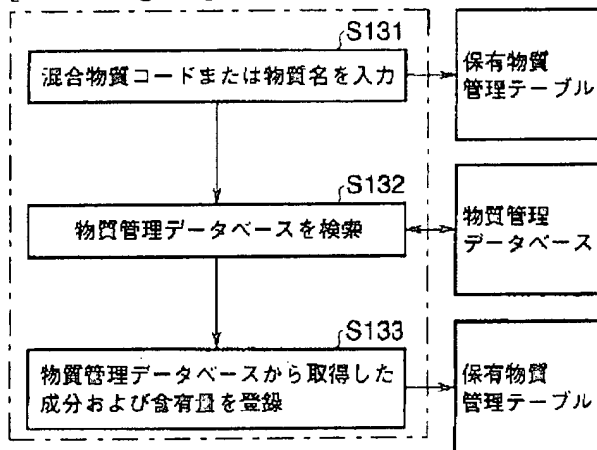 S131
混合物質コードまたは物質名を入力
保有物質
管理テーブル
S132
物質管理データベースを検索
物質管理
データベース
S133
物質管理データベースから取得した
成分および含有量を登録
保有物質
管理テーブル